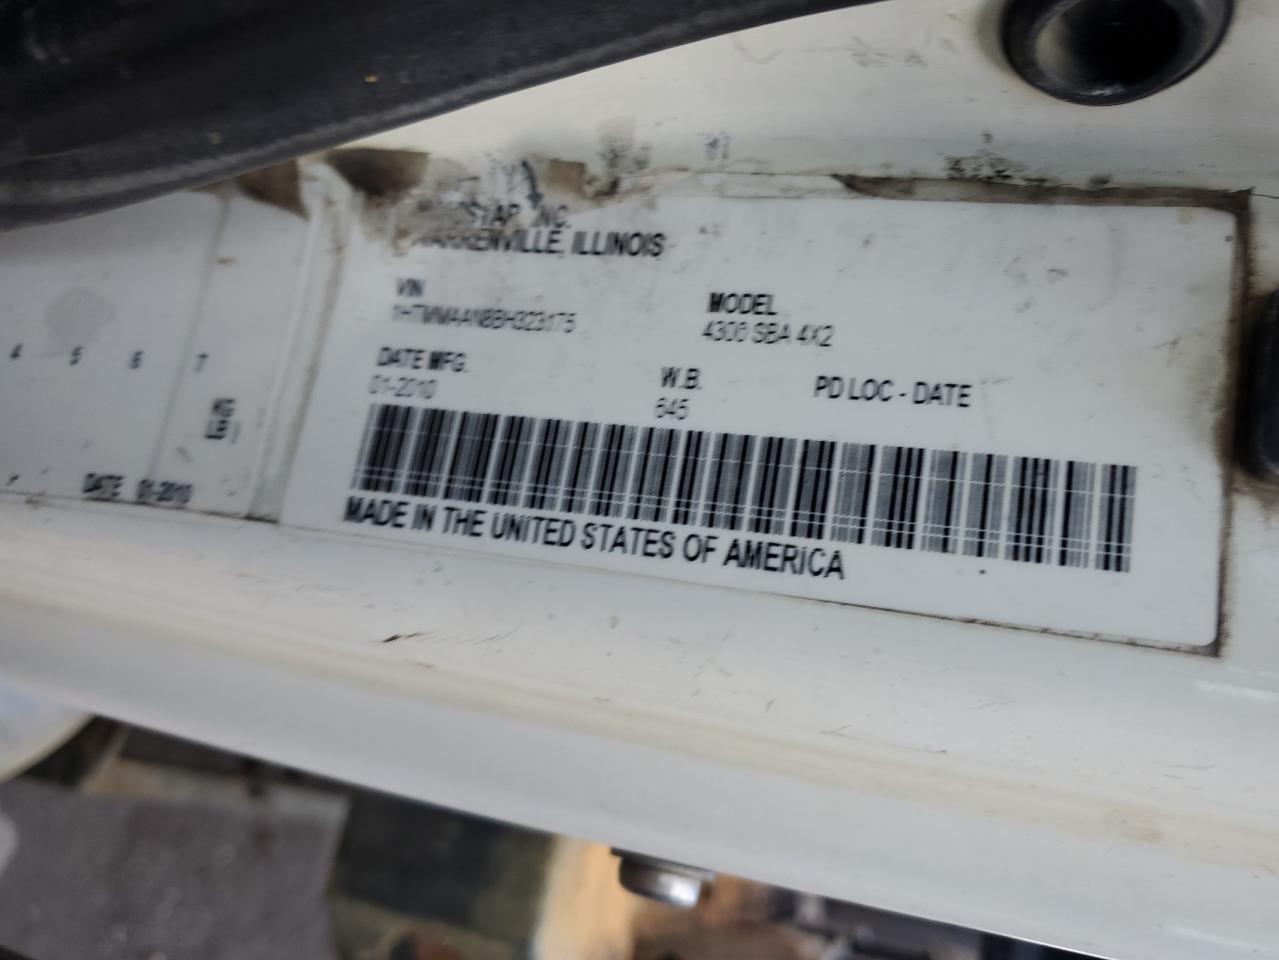 INC.
WARRENVILLE, ILLINOIS
VIN
1HTMMAAN8BH323175
MODEL
4300 SBA 4X2
DATE MFG.
01-2010
W.B.
645
PD LOC - DATE
MADE IN THE UNITED STATES OF AMERICA
4 5 6 7
KG
LB
DATE 01-2010